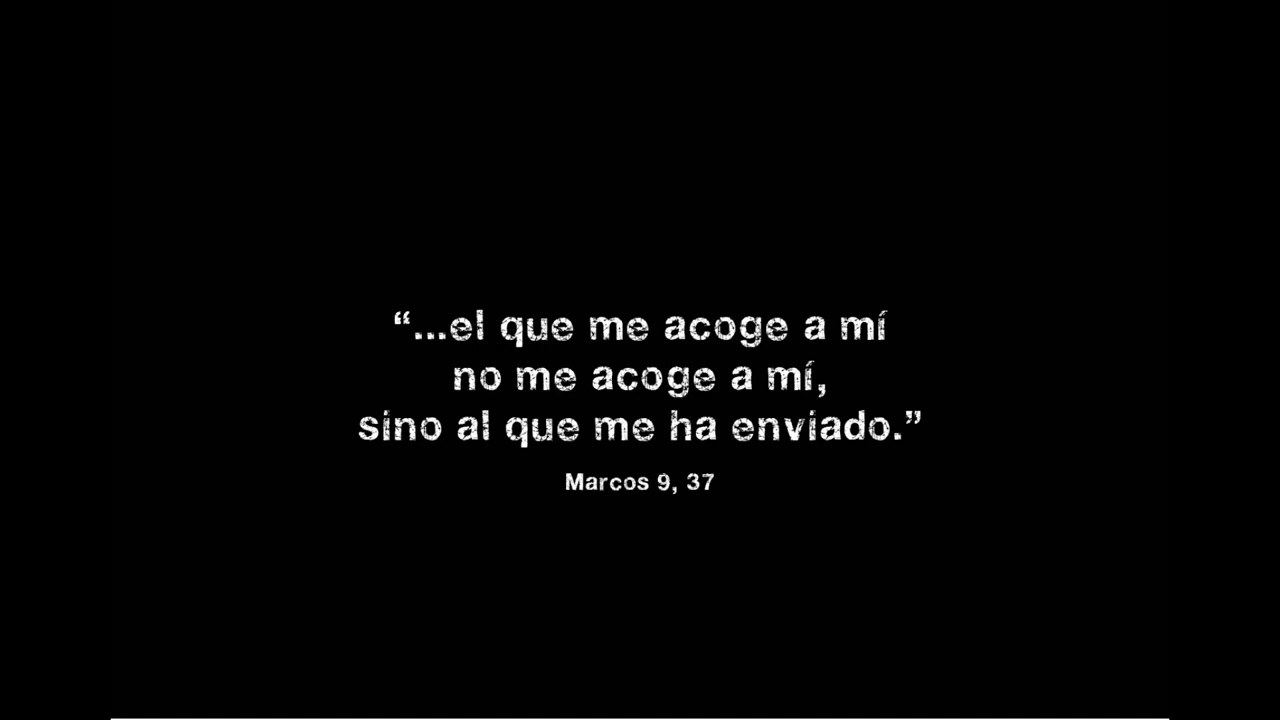 “...el que me acoge a mí
no me acoge a mí,
sino al que me ha enviado.”
Marcos 9, 37